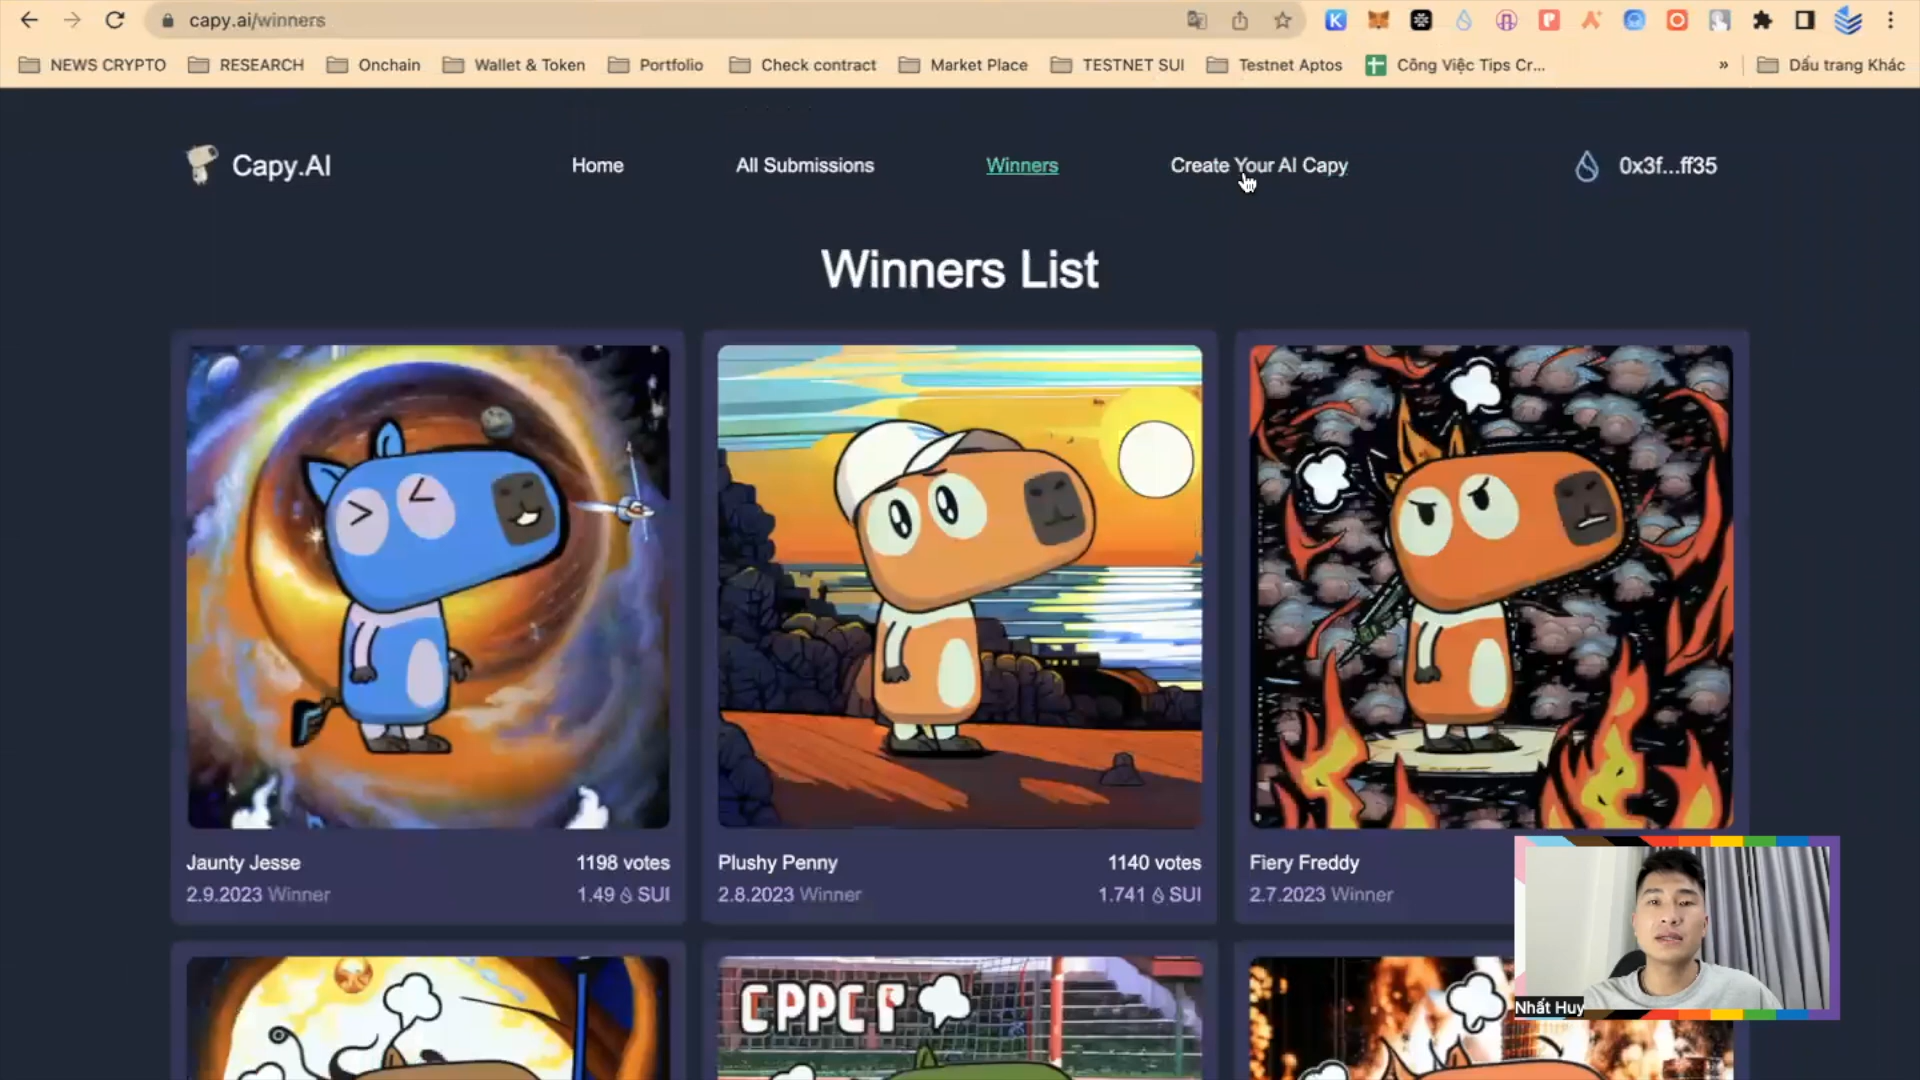 capy.ai/winners
NEWS CRYPTO
RESEARCH
Onchain
Wallet & Token
Portfolio
Check contract
Market Place
TESTNET SUI
Testnet Aptos
Công Việc Tips Cr...
»
Dấu trang Khác
Capy.AI
Home
All Submissions
Winners
Create Your AI Capy
0x3f...ff35
Winners List
Jaunty Jesse
1198 votes
2.9.2023 Winner
1.49 SUI
Plushy Penny
1140 votes
2.8.2023 Winner
1.741 SUI
Fiery Freddy
2.7.2023 Winner
Nhất Huy